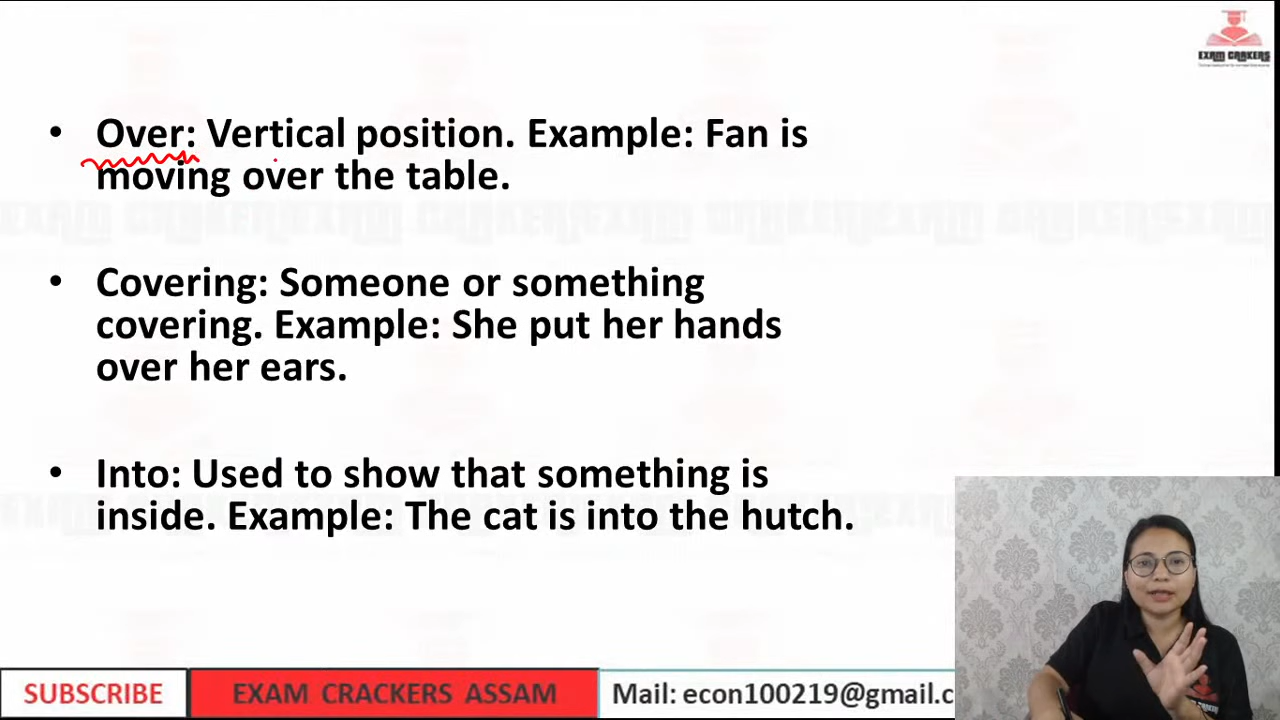 EXAM CRAKERS
• Over: Vertical position. Example: Fan is
moving over the table.
• Covering: Someone or something
covering. Example: She put her hands
over her ears.
• Into: Used to show that something is
inside. Example: The cat is into the hutch.
SUBSCRIBE
EXAM CRACKERS ASSAM
Mail: econ100219@gmail.c